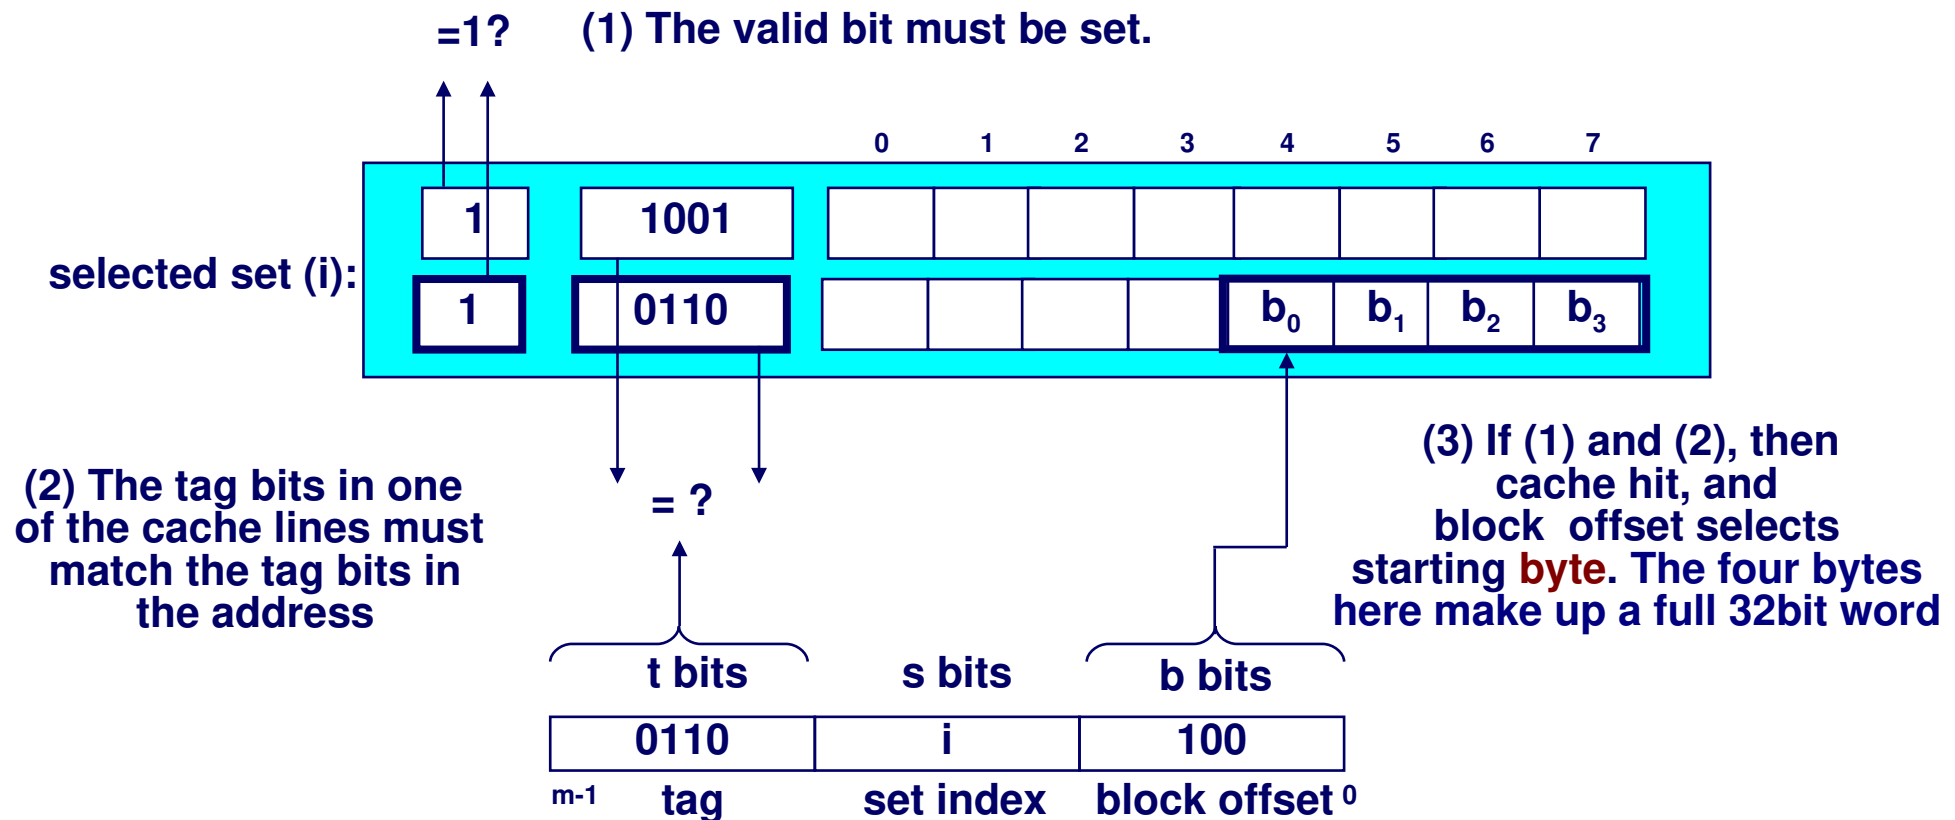 =1? (1) The valid bit must be set.
0 1 2 3 4 5 6 7
1 1001
selected set (i):
1 0110 b0 b1 b2 b3
(2) The tag bits in one
of the cache lines must
match the tag bits in
the address
= ?
(3) If (1) and (2), then
cache hit, and
block offset selects
starting byte. The four bytes
here make up a full 32bit word
t bits s bits b bits
0110 i 100
m-1 tag set index block offset 0